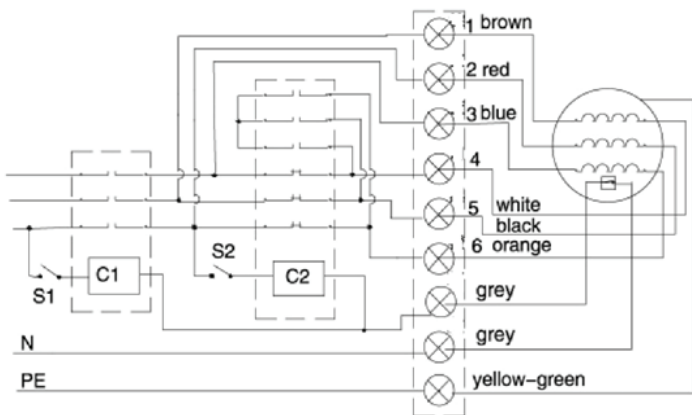 1 brown
2 red
3 blue
4
5 white
black
6 orange
S1
C1
S2
C2
grey
N
grey
PE
yellow-green